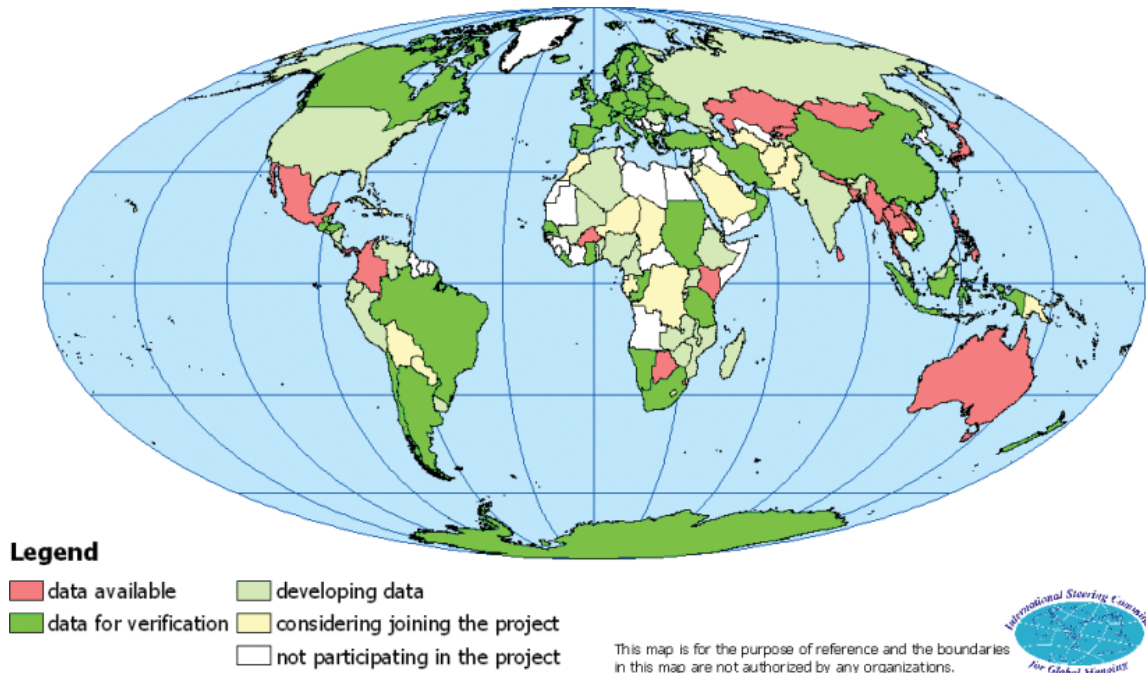 Legend
data available
developing data
data for verification
considering joining the project
not participating in the project
This map is for the purpose of reference and the boundaries
in this map are not authorized by any organizations.
International Steering
for Global Mapping